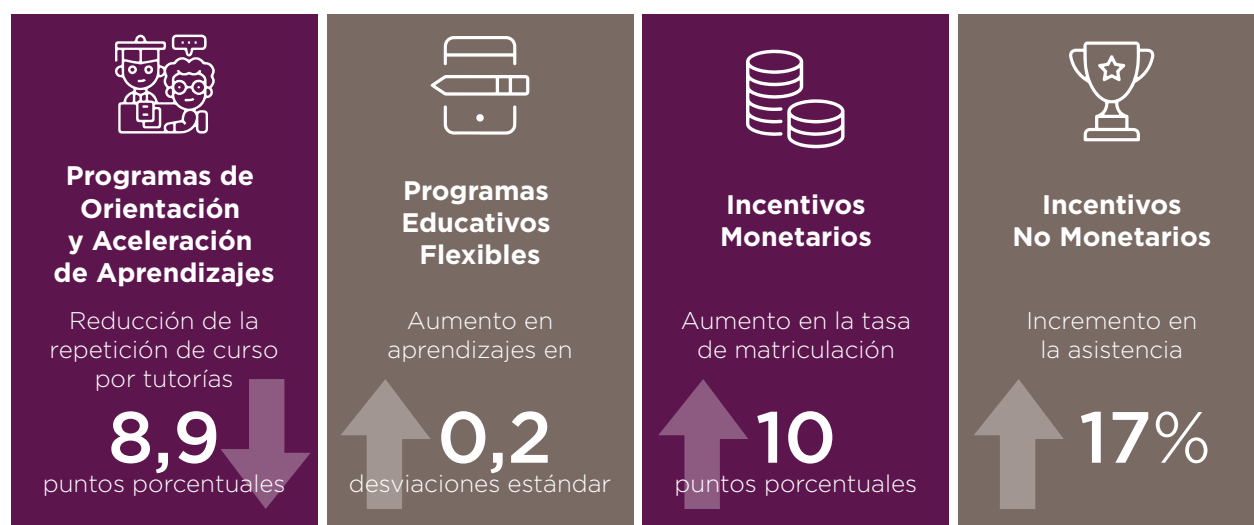 Programas de
Orientación
y Aceleración
de Aprendizajes
Reducción de la
repetición de curso
por tutorías
8,9
puntos porcentuales
Programas
Educativos
Flexibles
Aumento en
aprendizajes en
0,2
desviaciones estándar
Incentivos
Monetarios
Aumento en la tasa
de matriculación
10
puntos porcentuales
Incentivos
No Monetarios
Incremento en
la asistencia
17%